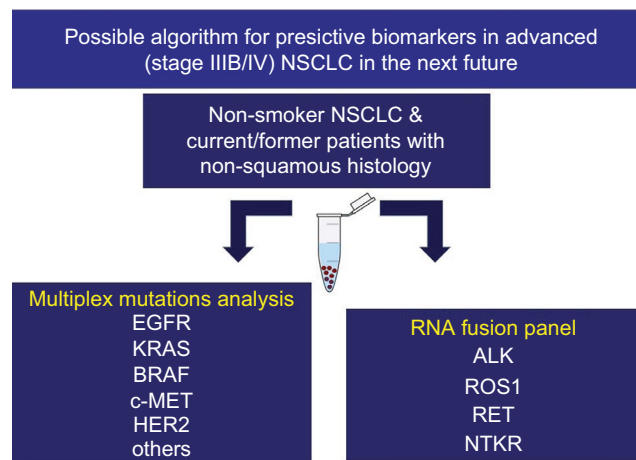 Possible algorithm for presictive biomarkers in advanced
(stage IIIB/IV) NSCLC in the next future
Non-smoker NSCLC &
current/former patients with
non-squamous histology
Multiplex mutations analysis
EGFR
KRAS
BRAF
c-MET
HER2
others
RNA fusion panel
ALK
ROS1
RET
NTKR